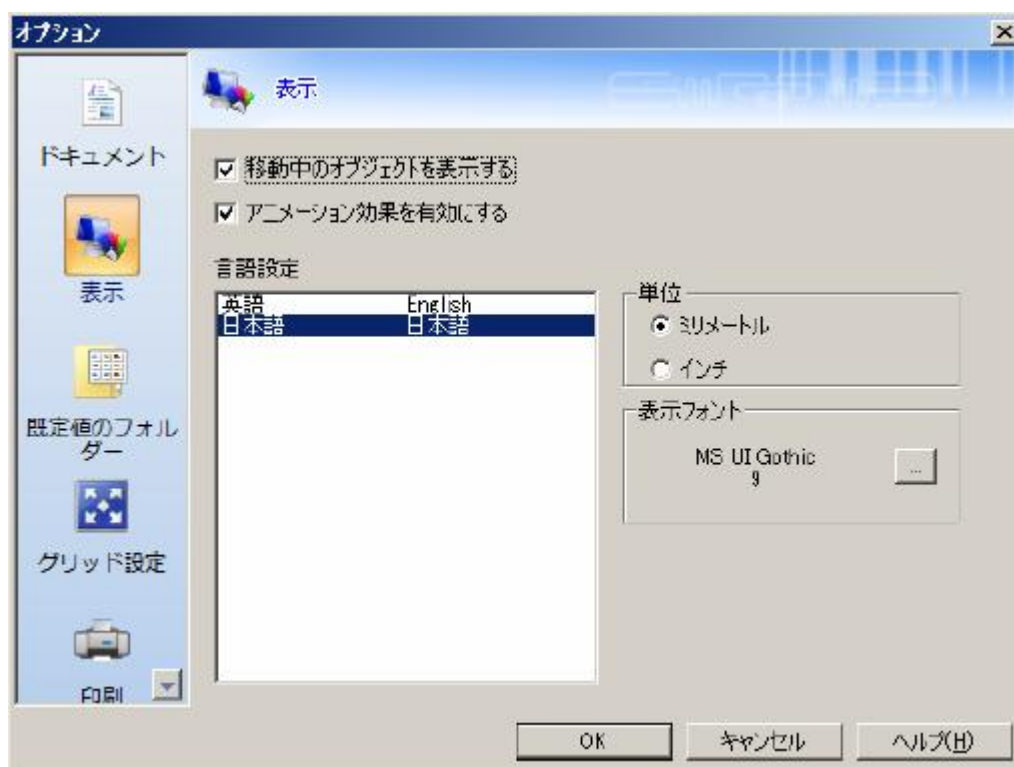 オプション
ドキュメント
表示
既定値のフォル
ダー
グリッド設定
印刷
表示
移動中のオブジェクトを表示する
アニメーション効果を有効にする
言語設定
英語 English
日本語 日本語
単位
ミリメートル
インチ
表示フォント
MS UI Gothic
9
...
OK
キャンセル
ヘルプ(H)